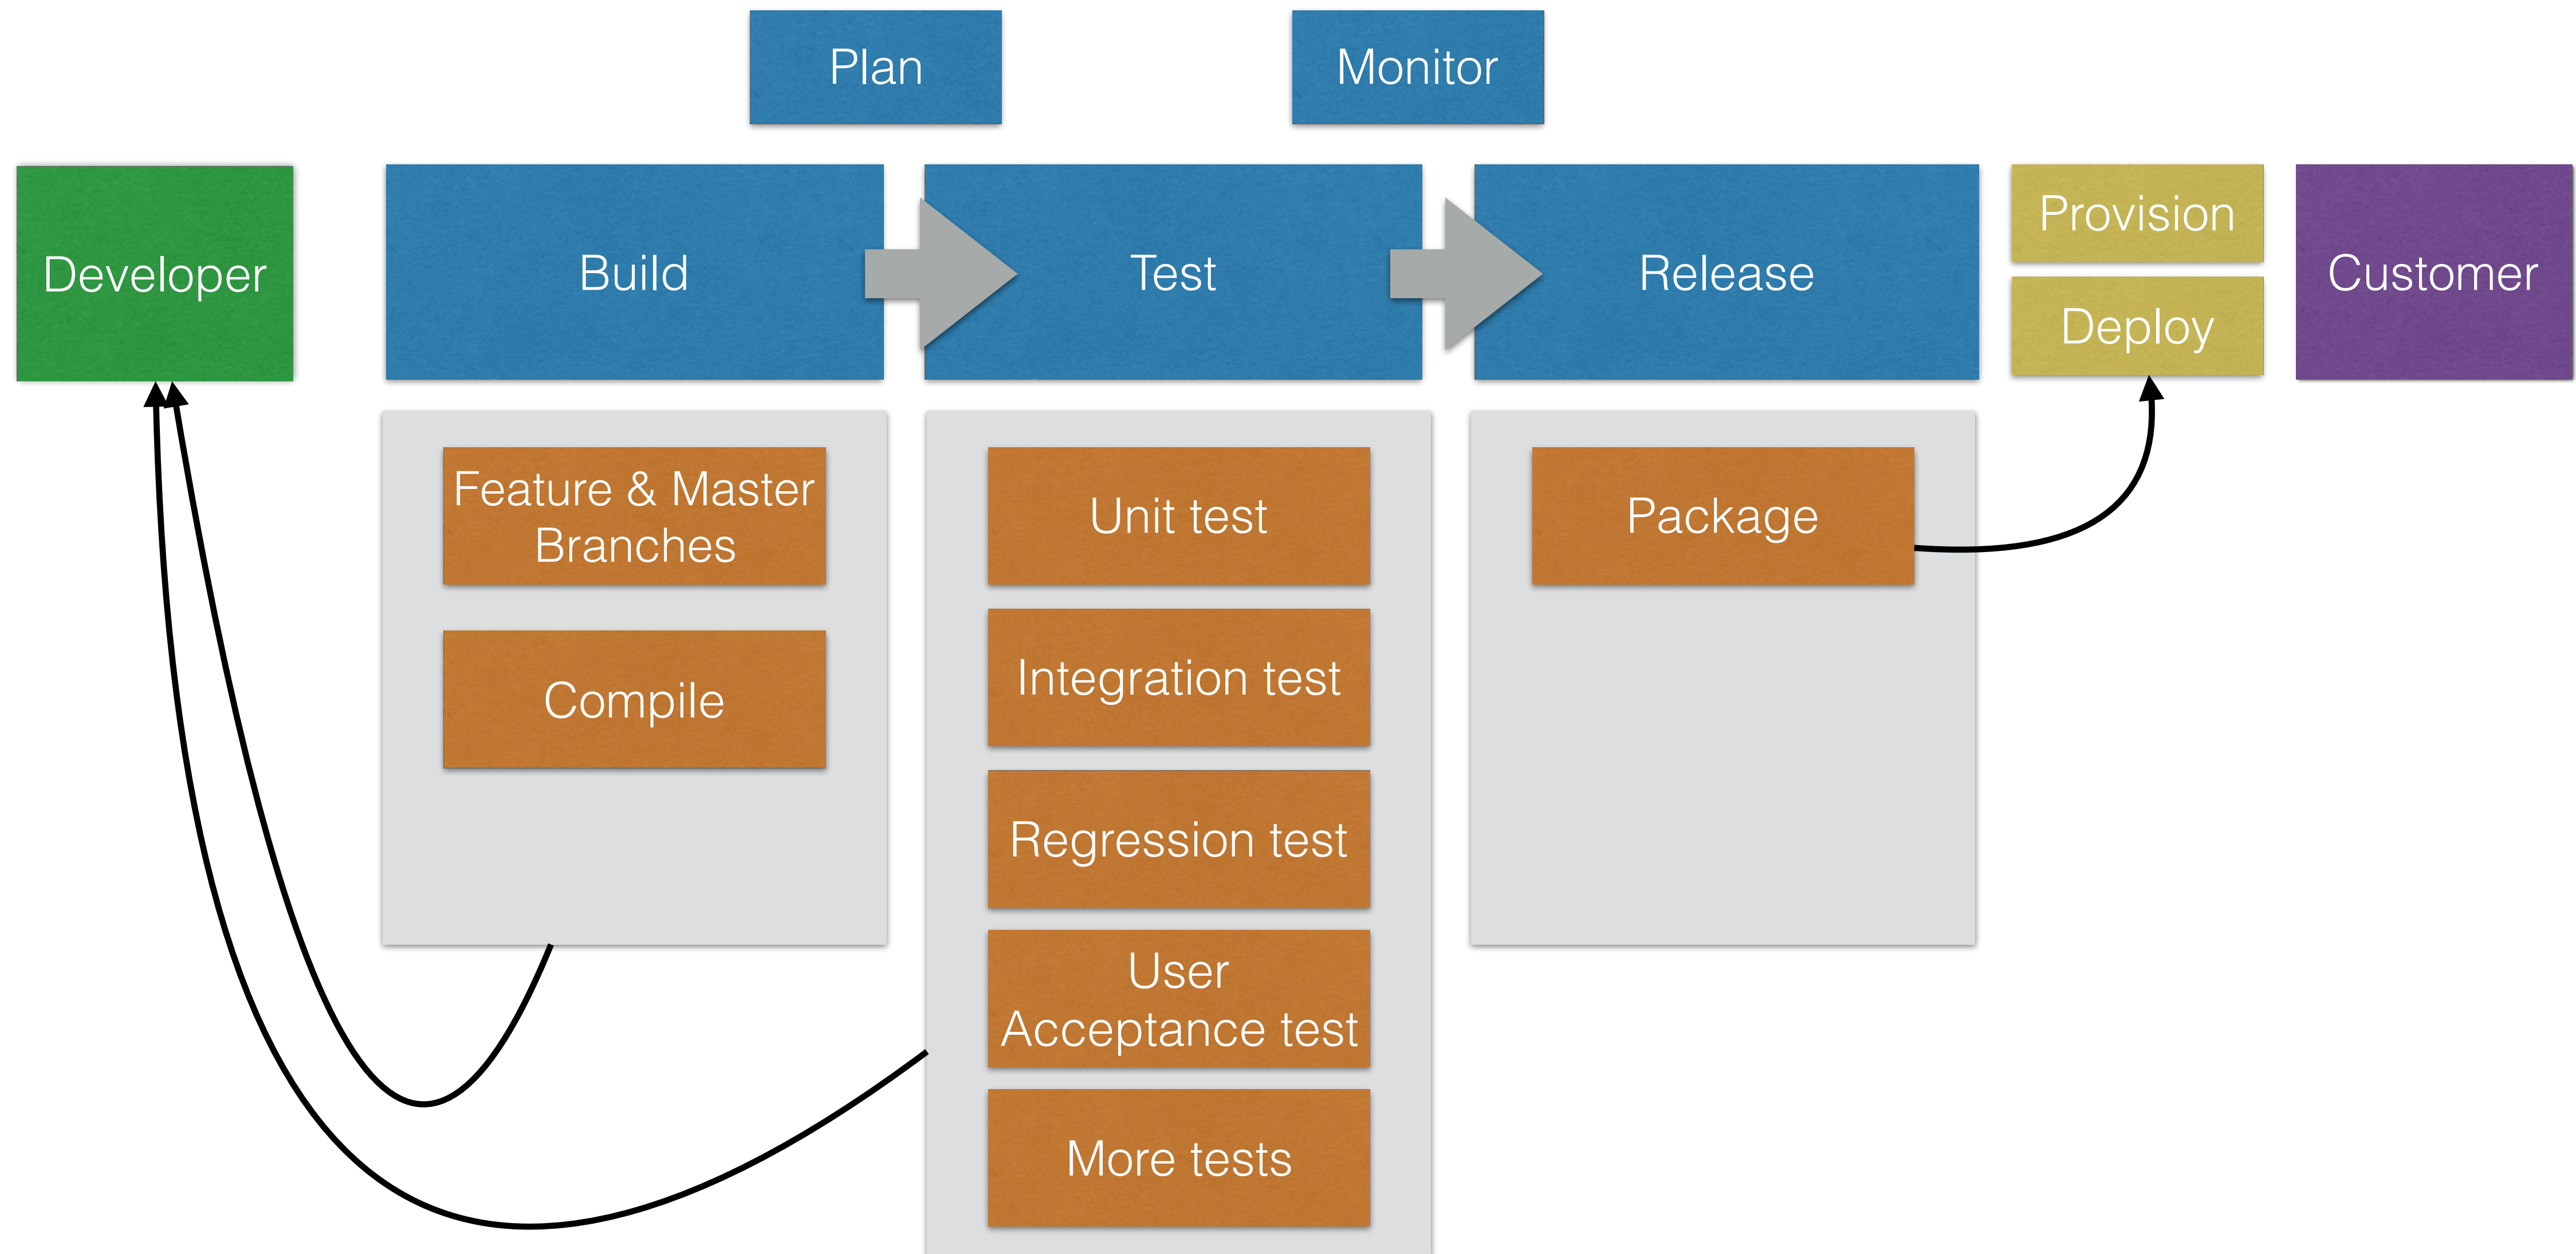 Plan
Monitor
Developer
Build
Test
Release
Provision
Deploy
Customer
Feature & Master
Branches
Compile
Unit test
Integration test
Regression test
User
Acceptance test
More tests
Package